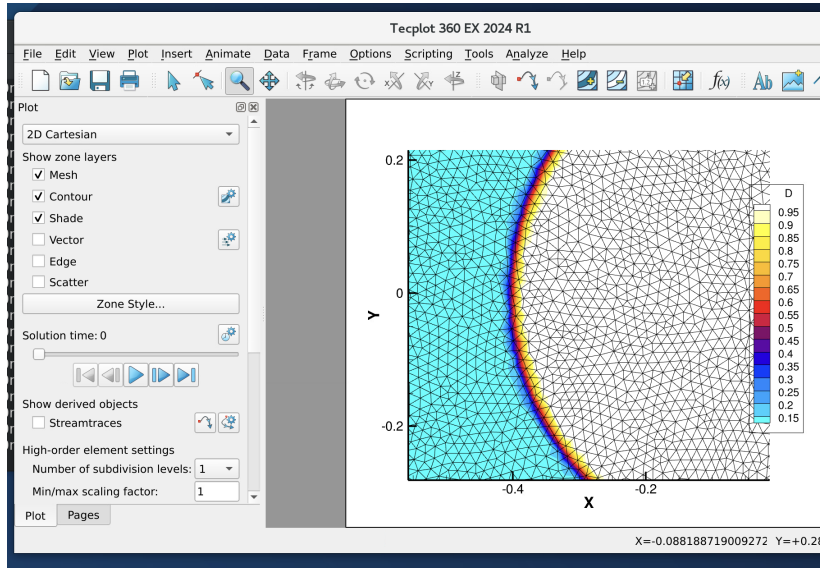 Tecplot 360 EX 2024 R1
File Edit View Plot Insert Animate Data Frame Options Scripting Tools Analyze Help
f(x) Ab
Plot
2D Cartesian
Show zone layers
Mesh
Contour
Shade
Vector
Edge
Scatter
Zone Style...
Solution time: 0
Show derived objects
Streamtraces
High-order element settings
Number of subdivision levels: 1
Min/max scaling factor: 1
Plot Pages
0.2
0
-0.2
Y
-0.4 -0.2
X
D
0.95
0.9
0.85
0.8
0.75
0.7
0.65
0.6
0.55
0.5
0.45
0.4
0.35
0.3
0.25
0.2
0.15
X=-0.088188719009272 Y=+0.28